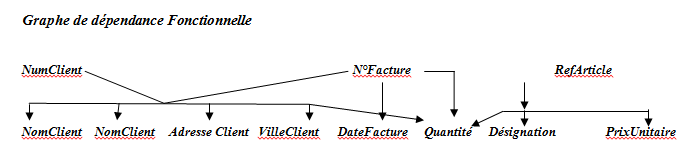 Graphe de dépendance Fonctionnelle
NumClient N°Facture RefArticle
NomClient NomClient Adresse Client VilleClient DateFacture Quantité Désignation PrixUnitaire